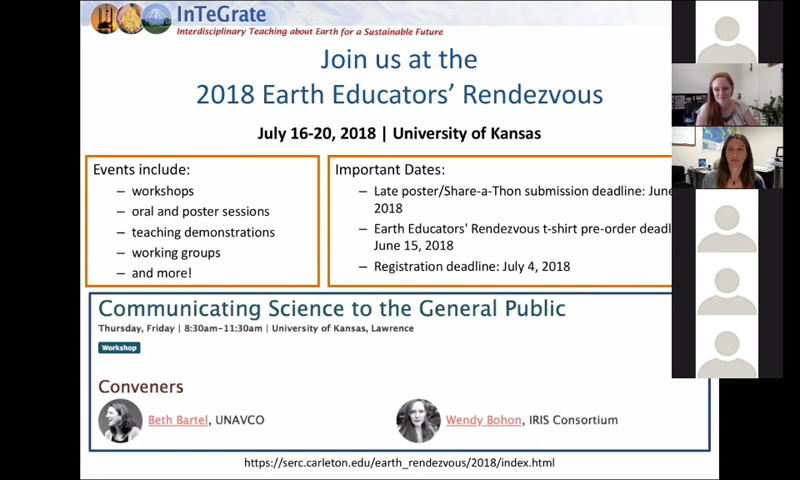 InTeGrate
Interdisciplinary Teaching about Earth for a Sustainable Future
Join us at the
2018 Earth Educators' Rendezvous
July 16-20, 2018 | University of Kansas
Events include:
– workshops
– oral and poster sessions
– teaching demonstrations
– working groups
– and more!
Important Dates:
– Late poster/Share-a-Thon submission deadline: June
2018
– Earth Educators' Rendezvous t-shirt pre-order
June 15, 2018
– Registration deadline: July 4, 2018
Communicating Science to the General Public
Thursday, Friday | 8:30am-11:30am | University of Kansas, Lawrence
Workshop
Conveners
Beth Bartel, UNAVCO
Wendy Bohon, IRIS Consortium
https://serc.carleton.edu/earth_rendezvous/2018/index.html